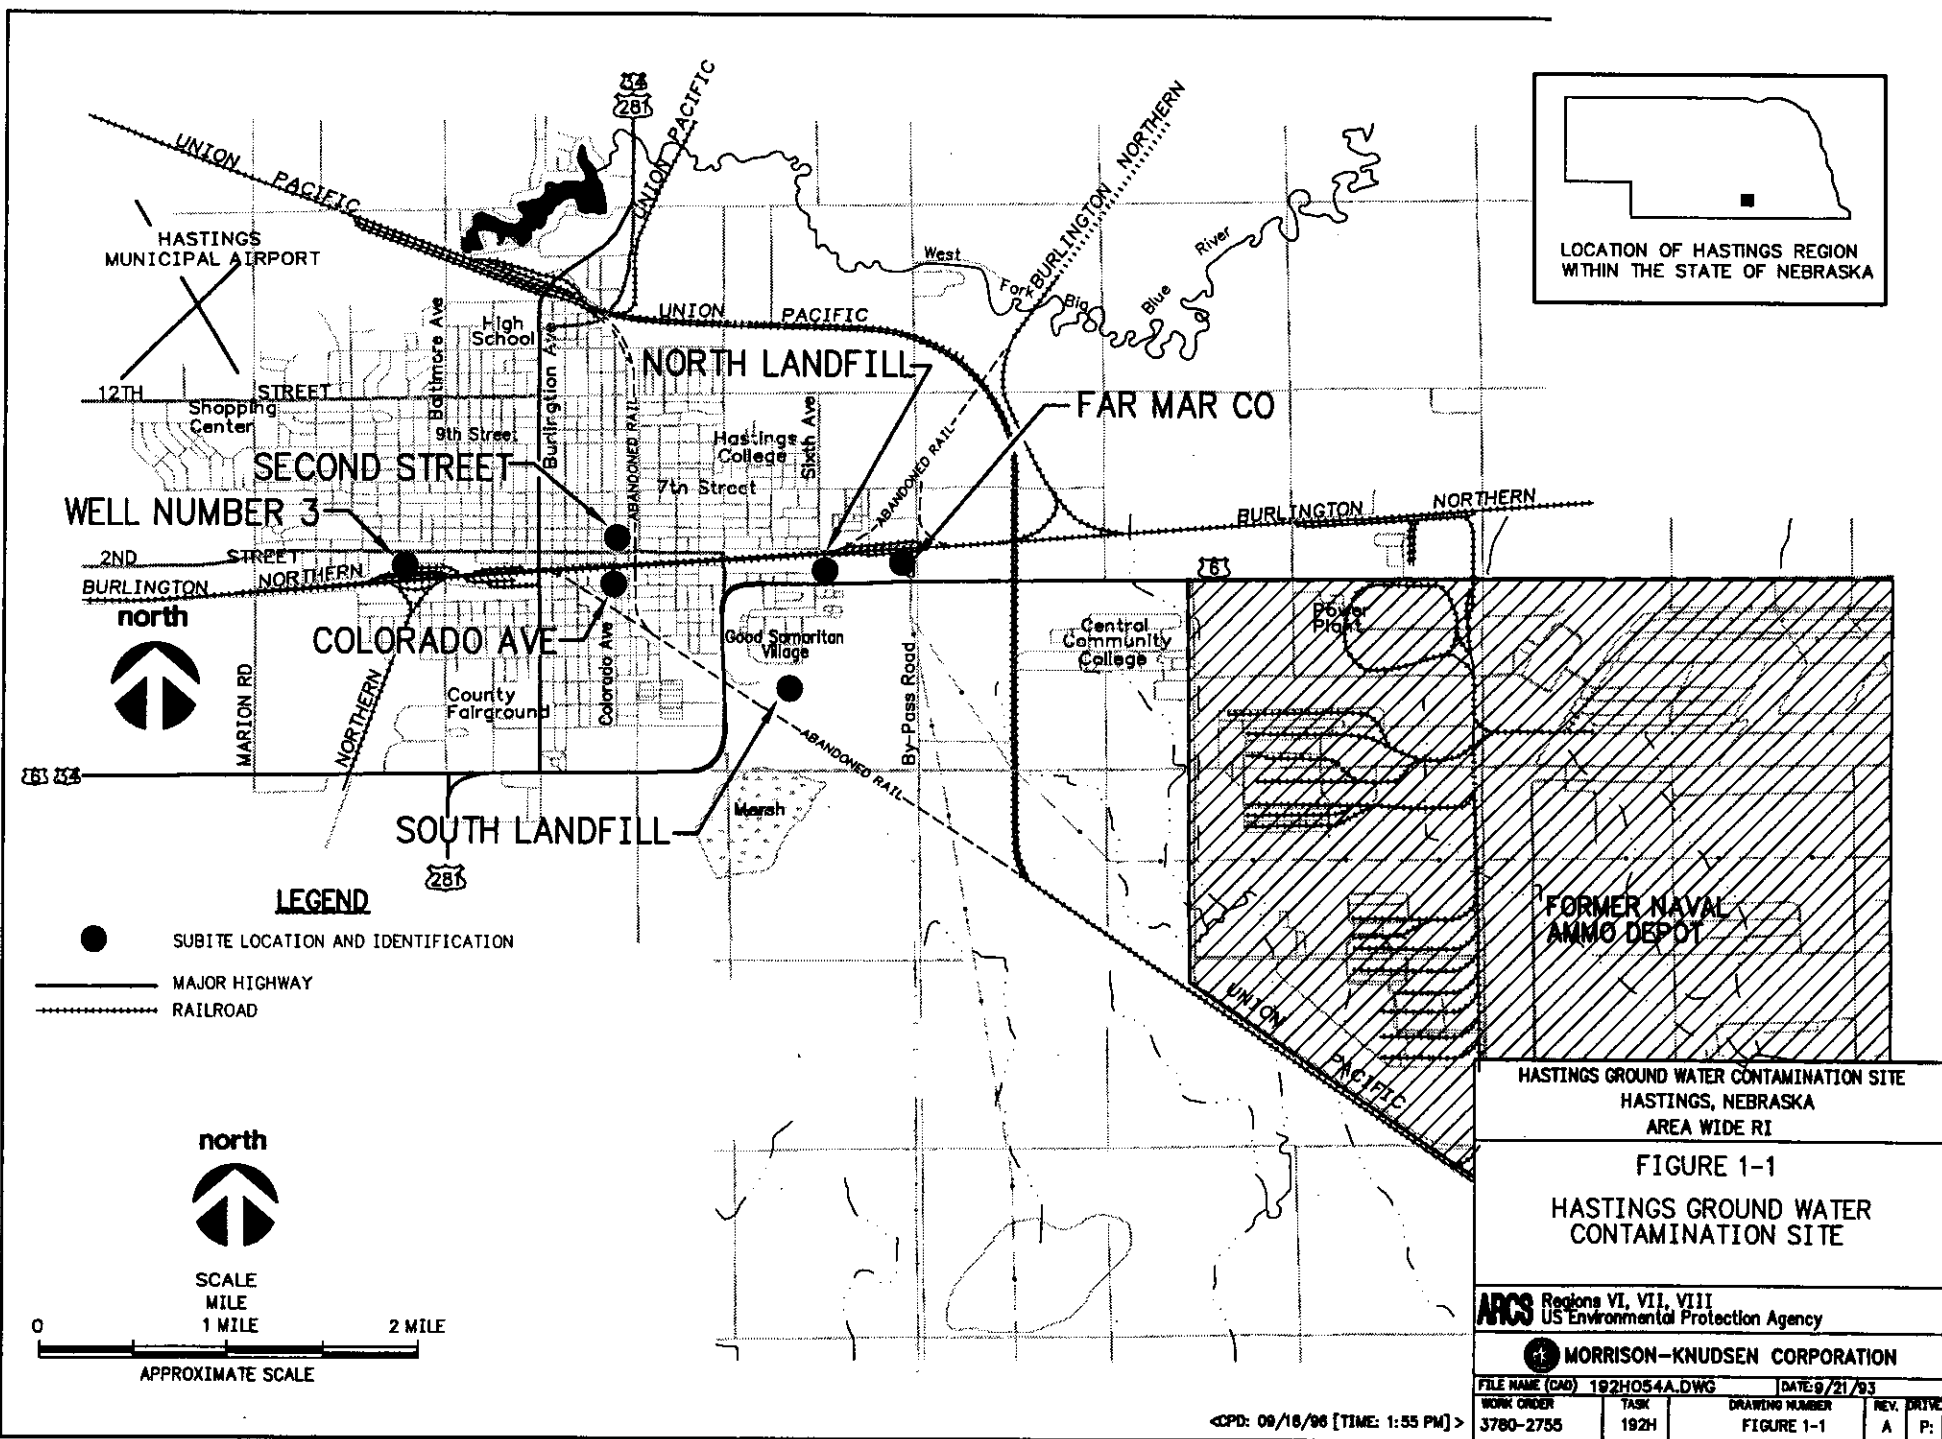 34
281
UNION PACIFIC
UNION PACIFIC
BURLINGTON NORTHERN
LOCATION OF HASTINGS REGION
WITHIN THE STATE OF NEBRASKA
HASTINGS
MUNICIPAL AIRPORT
West Fork Big Blue River
UNION PACIFIC
Baltimore Ave
High
School
Burlingtion Ave
NORTH LANDFILL
12TH STREET
Shopping
Center
FAR MAR CO
9th Street
ABANDONED RAIL
Hastings
College
Sixth Ave
SECOND STREET
7th Street
ABANDONED RAIL
WELL NUMBER 3
BURLINGTON NORTHERN
2ND STREET
BURLINGTON NORTHERN
6
north
COLORADO AVE
Good Samaritan
Village
Central
Community
College
Power
Plant
MARION RD
NORTHERN
County
Fairground
Colorado Ave
By-Pass Road
ABANDONED RAIL
6 34
SOUTH LANDFILL
Marsh
281
FORMER NAVAL
AMMO DEPOT
LEGEND
SUBITE LOCATION AND IDENTIFICATION
MAJOR HIGHWAY
RAILROAD
UNION PACIFIC
north
SCALE
MILE
0 1 MILE 2 MILE
APPROXIMATE SCALE
HASTINGS GROUND WATER CONTAMINATION SITE
HASTINGS, NEBRASKA
AREA WIDE RI
FIGURE 1-1
HASTINGS GROUND WATER
CONTAMINATION SITE
ARCS Regions VI, VII, VIII
US Environmental Protection Agency
MORRISON-KNUDSEN CORPORATION
FILE NAME (CAD) 192H054A.DWG DATE:9/21/93
WORK ORDER TASK DRAWING NUMBER REV. DRIVE
3780-2755 192H FIGURE 1-1 A P:
<CPD: 09/18/96 [TIME: 1:55 PM]>